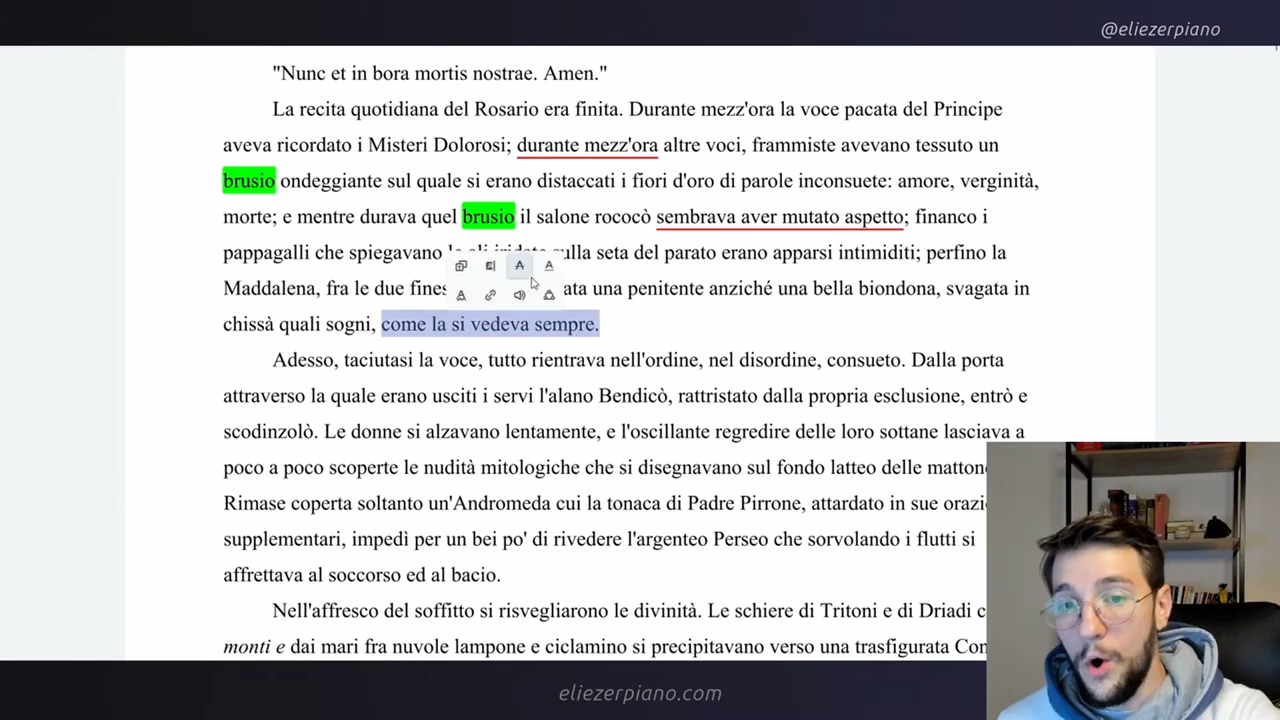 @eliezerpiano
"Nunc et in bora mortis nostrae. Amen."
La recita quotidiana del Rosario era finita. Durante mezz'ora la voce pacata del Principe
aveva ricordato i Misteri Dolorosi; durante mezz'ora altre voci, frammiste avevano tessuto un
brusio ondeggiante sul quale si erano distaccati i fiori d'oro di parole inconsuete: amore, verginità,
morte; e mentre durava quel brusio il salone rococò sembrava aver mutato aspetto; financo i
pappagalli che spiegavano le ali iridate sulla seta del parato erano apparsi intimiditi; perfino la
Maddalena, fra le due fines ata una penitente anziché una bella biondona, svagata in
chissà quali sogni, come la si vedeva sempre.
Adesso, taciutasi la voce, tutto rientrava nell'ordine, nel disordine, consueto. Dalla porta
attraverso la quale erano usciti i servi l'alano Bendicò, rattristato dalla propria esclusione, entrò e
scodinzolò. Le donne si alzavano lentamente, e l'oscillante regredire delle loro sottane lasciava a
poco a poco scoperte le nudità mitologiche che si disegnavano sul fondo latteo delle matton
Rimase coperta soltanto un'Andromeda cui la tonaca di Padre Pirrone, attardato in sue orazi
supplementari, impedì per un bei po' di rivedere l'argenteo Perseo che sorvolando i flutti si
affrettava al soccorso ed al bacio.
Nell'affresco del soffitto si risvegliarono le divinità. Le schiere di Tritoni e di Driadi c
monti e dai mari fra nuvole lampone e ciclamino si precipitavano verso una trasfigurata Con
eliezerpiano.com